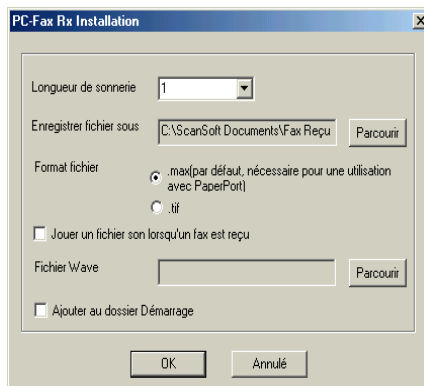 PC-Fax Rx Installation
Longueur de sonnerie 1
Enregistrer fichier sous C:\ScanSoft Documents\Fax Reçu Parcourir
Format fichier
.max(par défaut, nécessaire pour une utilisation
avec PaperPort)
.tif
Jouer un fichier son lorsqu'un fax est reçu
Fichier Wave Parcourir
Ajouter au dossier Démarrage
OK Annulé